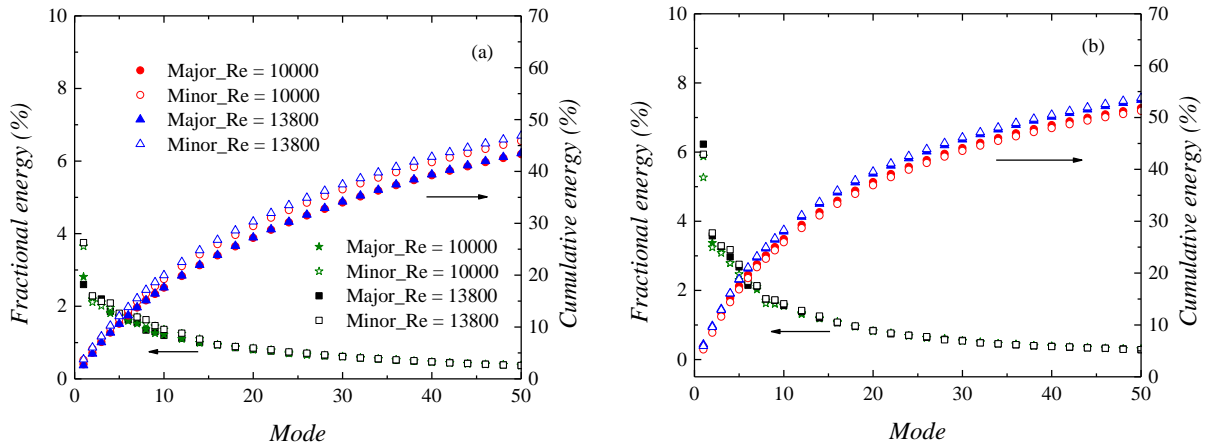 10
8
6
4
2
0
Fractional energy (%)
(a)
Major_Re = 10000
Minor_Re = 10000
Major_Re = 13800
Minor_Re = 13800
Major_Re = 10000
Minor_Re = 10000
Major_Re = 13800
Minor_Re = 13800
70
60
50
40
30
20
10
0
Cumulative energy (%)
0 10 20 30 40 50
Mode
10
8
6
4
2
0
Fractional energy (%)
(b)
70
60
50
40
30
20
10
0
Cumulative energy (%)
0 10 20 30 40 50
Mode